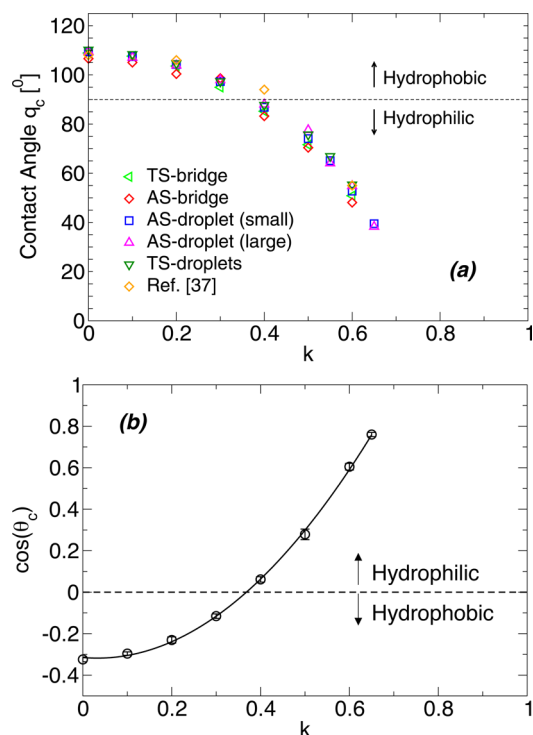 120
100
80
60
40
20
0
Contact Angle q_c [⁰]
Hydrophobic
Hydrophilic
TS-bridge
AS-bridge
AS-droplet (small)
AS-droplet (large)
TS-droplets
Ref. [37]
(a)
0 0.2 0.4 0.6 0.8 1
k
1
0.8
0.6
0.4
0.2
0
-0.2
-0.4
cos(θ_c)
(b)
Hydrophilic
Hydrophobic
0 0.2 0.4 0.6 0.8 1
k